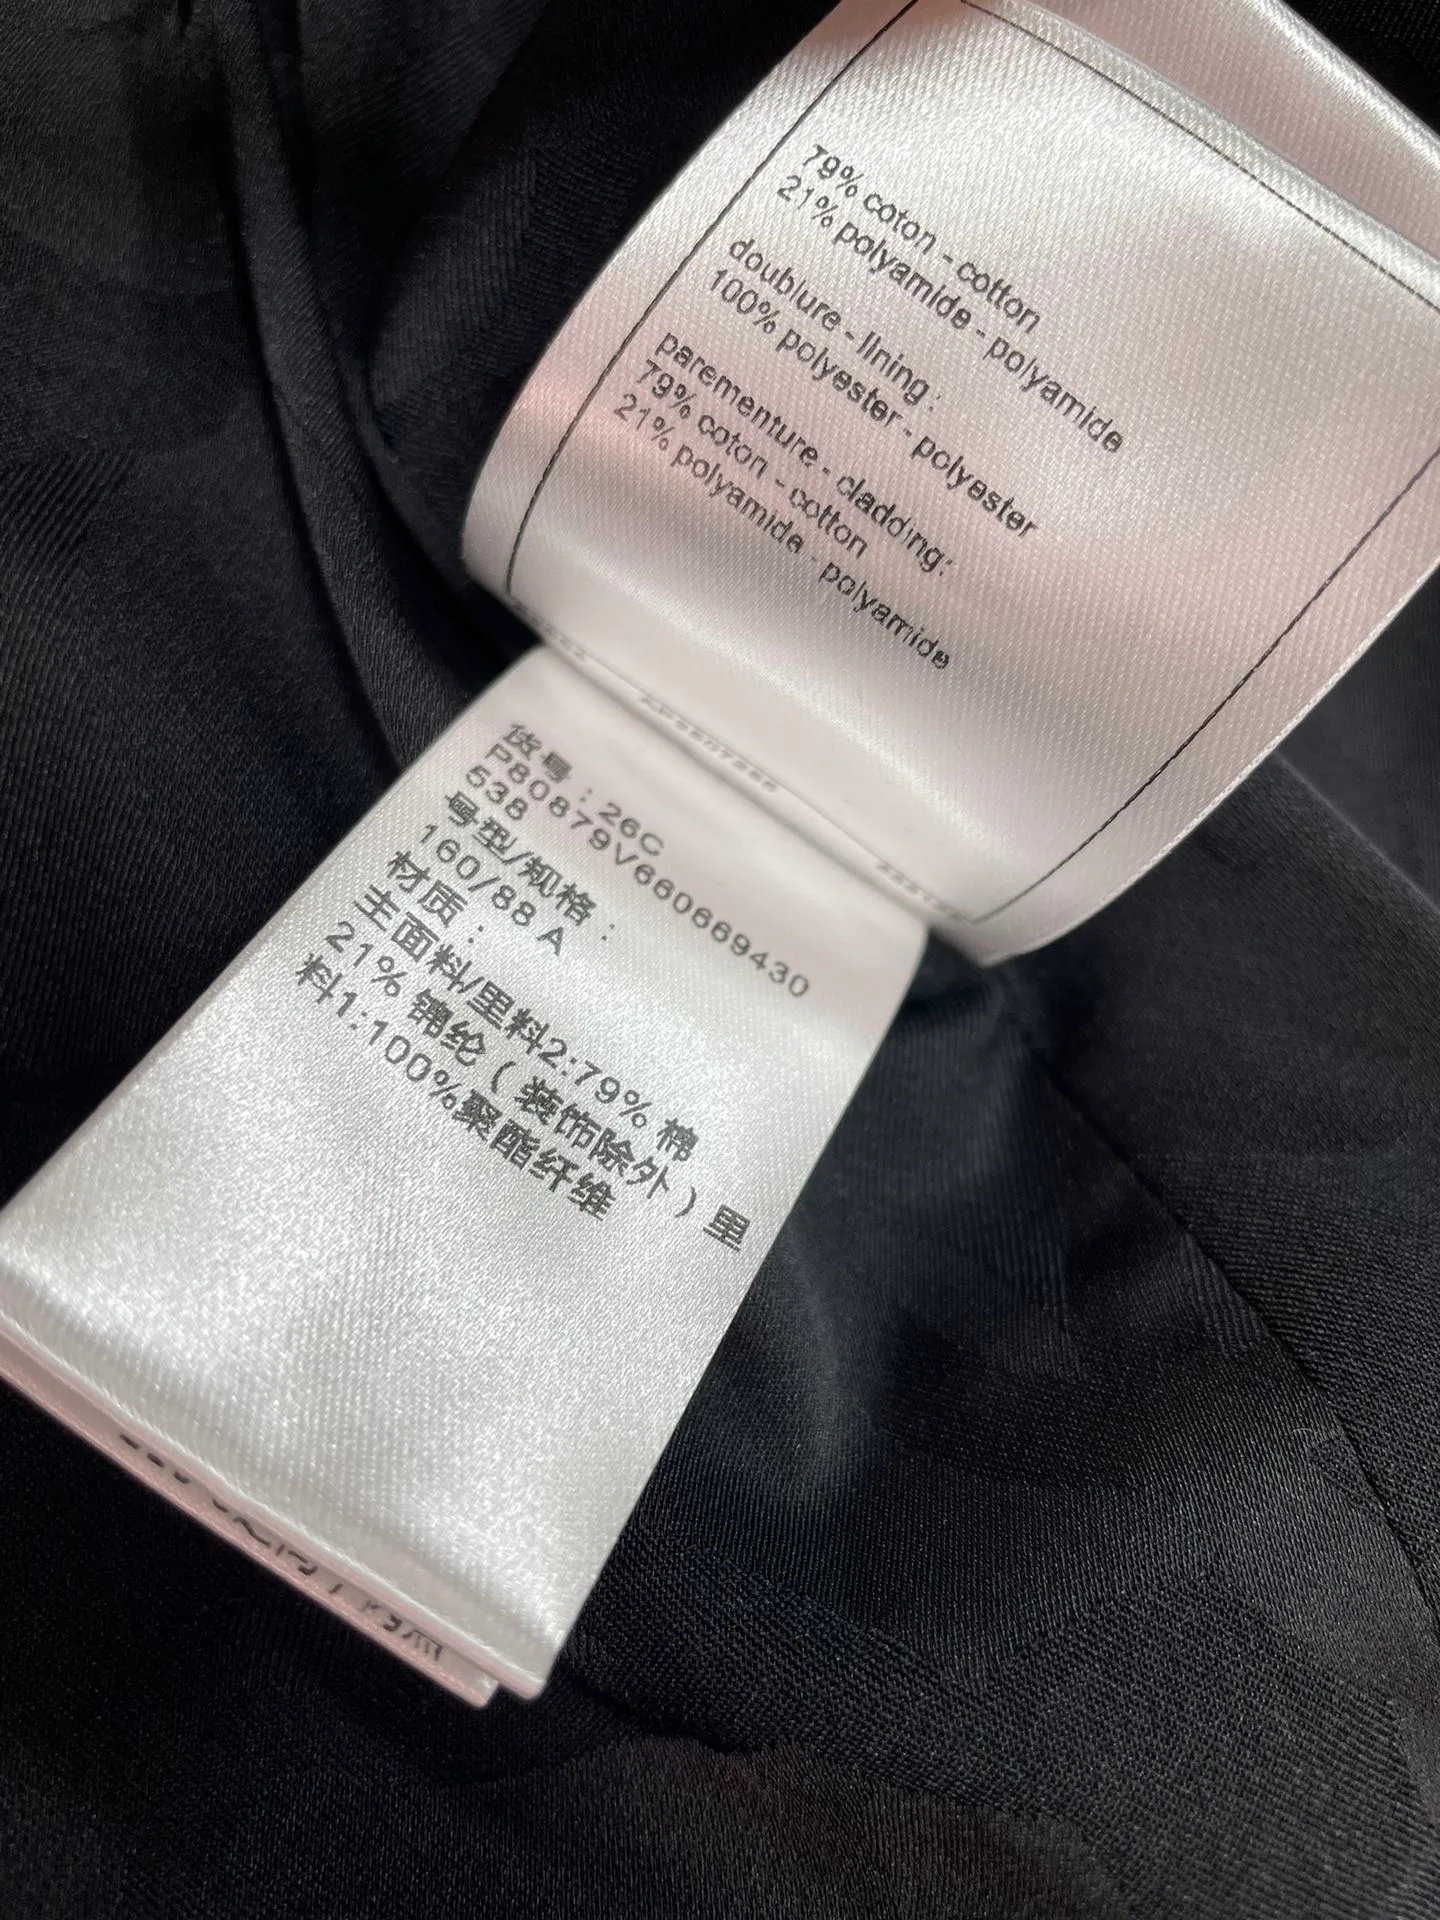 79% coton - cotton
21% polyamide - polyamide
doublure - lining :
100% polyester - polyester
parementure - cladding:
79% coton - cotton
21% polyamide - polyamide
货号：26C
P80879V660669430
538
号型/规格：
160/88 A
材质：
主面料/里料2:79% 棉
21% 锦纶（装饰除外）里
料1:100%聚酯纤维